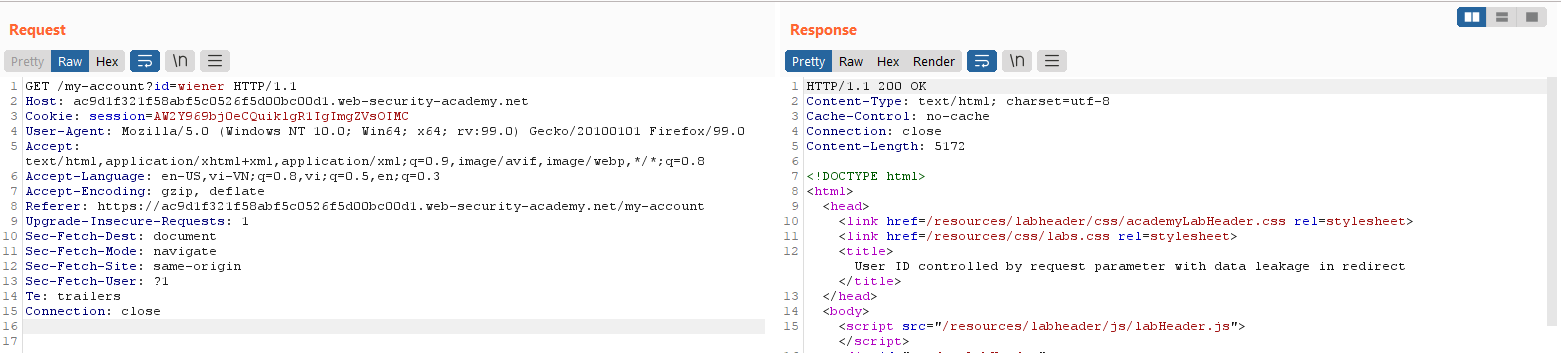 Request
Pretty Raw Hex \n
1 GET /my-account?id=wiener HTTP/1.1
2 Host: ac9d1f321f58abf5c0526f5d00bc00d1.web-security-academy.net
3 Cookie: session=AW2Y969bjOeCQuiklgRlIgImgZVsOIMC
4 User-Agent: Mozilla/5.0 (Windows NT 10.0; Win64; x64; rv:99.0) Gecko/20100101 Firefox/99.0
5 Accept:
text/html,application/xhtml+xml,application/xml;q=0.9,image/avif,image/webp,*/*;q=0.8
6 Accept-Language: en-US,vi-VN;q=0.8,vi;q=0.5,en;q=0.3
7 Accept-Encoding: gzip, deflate
8 Referer: https://ac9d1f321f58abf5c0526f5d00bc00d1.web-security-academy.net/my-account
9 Upgrade-Insecure-Requests: 1
10 Sec-Fetch-Dest: document
11 Sec-Fetch-Mode: navigate
12 Sec-Fetch-Site: same-origin
13 Sec-Fetch-User: ?1
14 Te: trailers
15 Connection: close
16
17
Response
Pretty Raw Hex Render \n
1 HTTP/1.1 200 OK
2 Content-Type: text/html; charset=utf-8
3 Cache-Control: no-cache
4 Connection: close
5 Content-Length: 5172
6
7 <!DOCTYPE html>
8 <html>
9 <head>
10 <link href=/resources/labheader/css/academyLabHeader.css rel=stylesheet>
11 <link href=/resources/css/labs.css rel=stylesheet>
12 <title>
User ID controlled by request parameter with data leakage in redirect
</title>
13 </head>
14 <body>
15 <script src="/resources/labheader/js/labHeader.js">
</script>